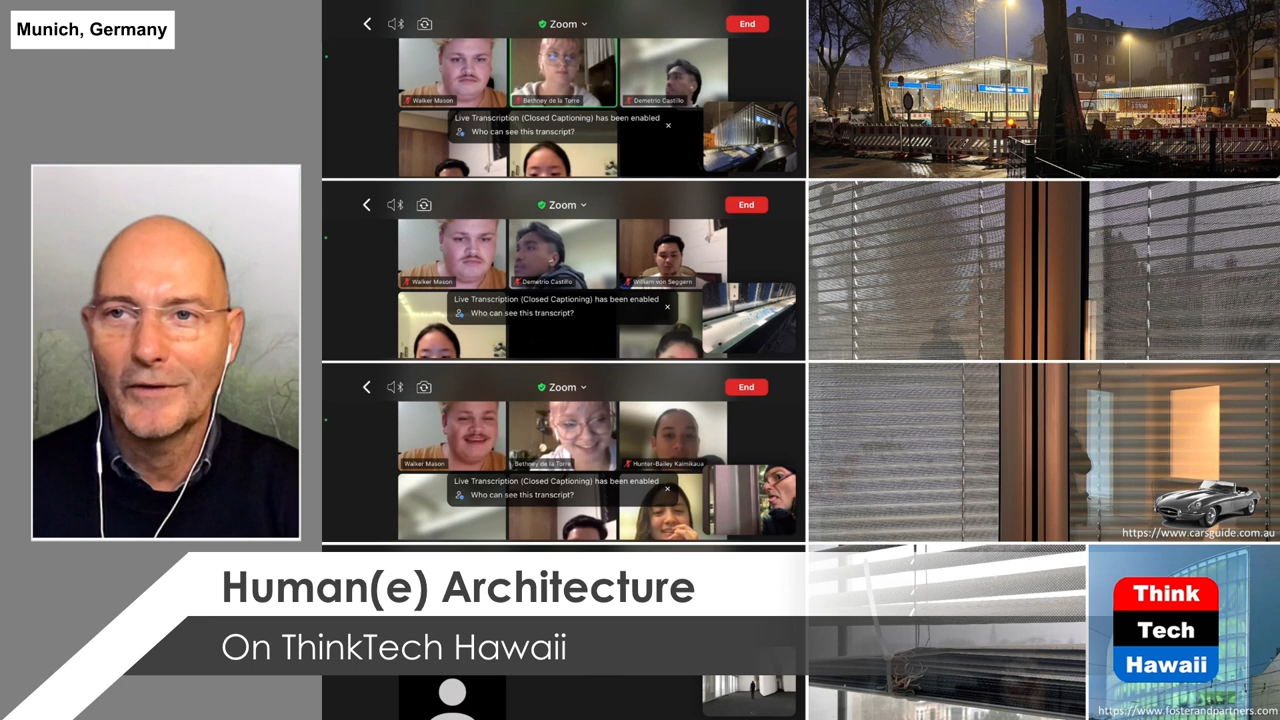 Munich, Germany
Zoom
End
Walker Mason
Bethney de la Torre
Demetrio Castillo
Live Transcription (Closed Captioning) has been enabled
Who can see this transcript?
Zoom
End
Walker Mason
Demetrio Castillo
William von Seggern
Live Transcription (Closed Captioning) has been enabled
Who can see this transcript?
Zoom
End
Walker Mason
Bethney de la Torre
Hunter-Bailey Kaimikaua
Live Transcription (Closed Captioning) has been enabled
Who can see this transcript?
https://www.carsguide.com.au
Human(e) Architecture
On ThinkTech Hawaii
Think
Tech
Hawaii
https://www.fosterandpartners.com